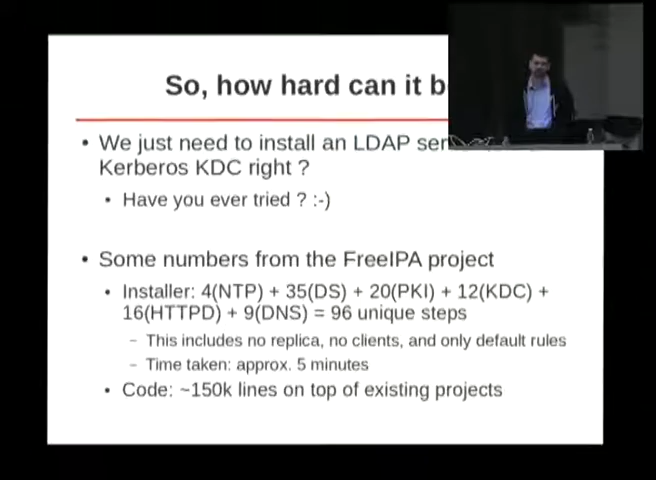 So, how hard can it b
• We just need to install an LDAP ser
Kerberos KDC right ?
• Have you ever tried ? :-)
• Some numbers from the FreeIPA project
• Installer: 4(NTP) + 35(DS) + 20(PKI) + 12(KDC) +
16(HTTPD) + 9(DNS) = 96 unique steps
– This includes no replica, no clients, and only default rules
– Time taken: approx. 5 minutes
• Code: ~150k lines on top of existing projects